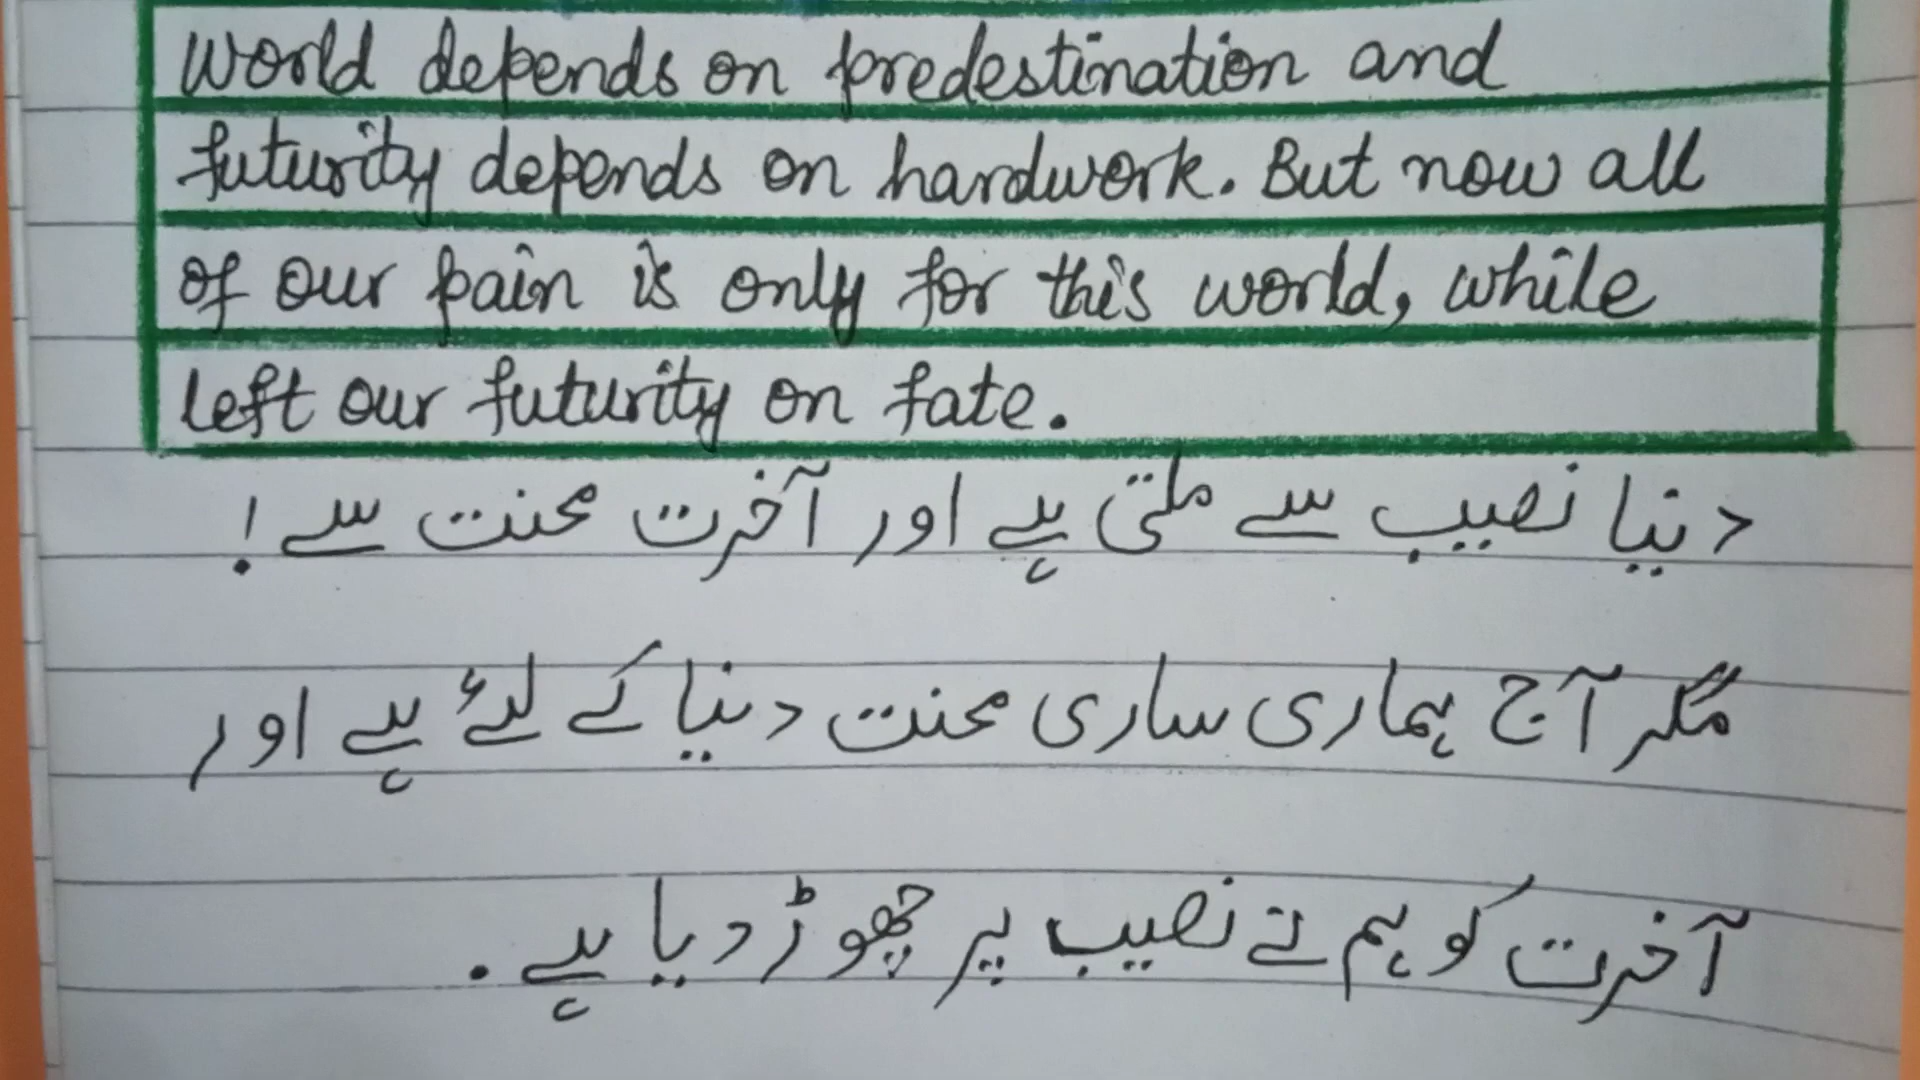 World depends on predestination and
futurity depends on hardwork. But now all
of our pain is only for this world, while
left our futurity on fate.
دنیا نصیب سے ملتی ہے اور آخرت محنت سے !
مگر آج ہماری ساری محنت دنیا کے لئے ہے اور
آخرت کو ہم نے نصیب پر چھوڑ دیا ہے .